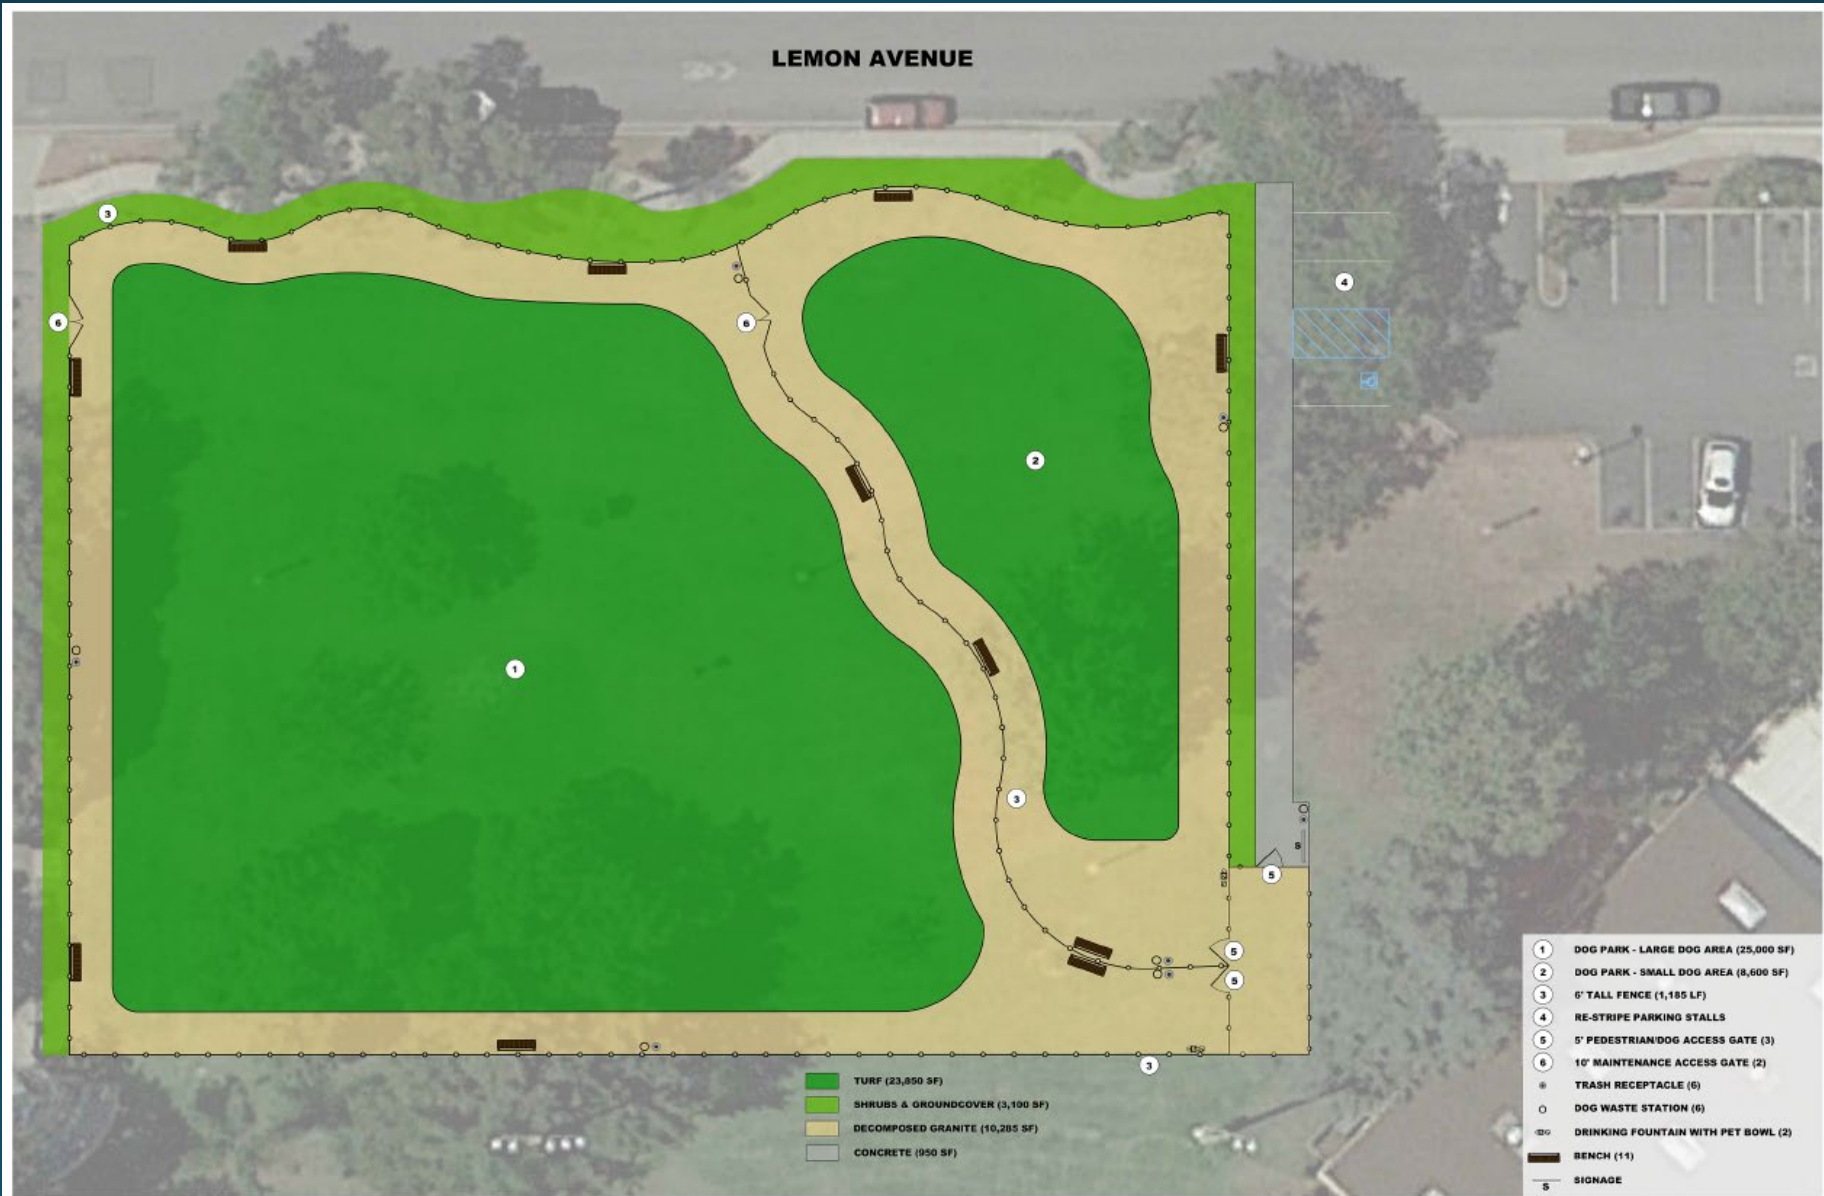 LEMON AVENUE
3
6
6
4
2
1
3
S
5
5
5
3
TURF (23,850 SF)
SHRUBS & GROUNDCOVER (3,100 SF)
DECOMPOSED GRANITE (10,285 SF)
CONCRETE (950 SF)
1 DOG PARK - LARGE DOG AREA (25,000 SF)
2 DOG PARK - SMALL DOG AREA (8,600 SF)
3 6' TALL FENCE (1,185 LF)
4 RE-STRIPE PARKING STALLS
5 5' PEDESTRIAN/DOG ACCESS GATE (3)
6 10' MAINTENANCE ACCESS GATE (2)
TRASH RECEPTACLE (6)
DOG WASTE STATION (6)
DRINKING FOUNTAIN WITH PET BOWL (2)
BENCH (11)
S SIGNAGE